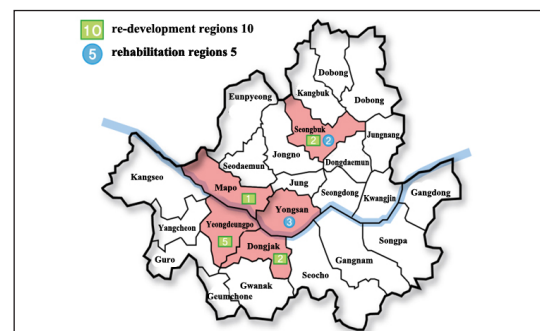 10 re-development regions 10
5 rehabilitation regions 5
Dobong
Kangbuk
Dobong
Eunpyeong
Seongbuk
2 2
Jungnang
Jongno
Dongdaemun
Seodaemun
Kangseo
Mapo
Jung
Seongdong
Kwangjin
Gangdong
1
Yongsan
3
Yangcheon
Yeongdeungpo
5
Dongjak
2
Songpa
Gangnam
Guro
Seocho
Gwanak
Geumchone